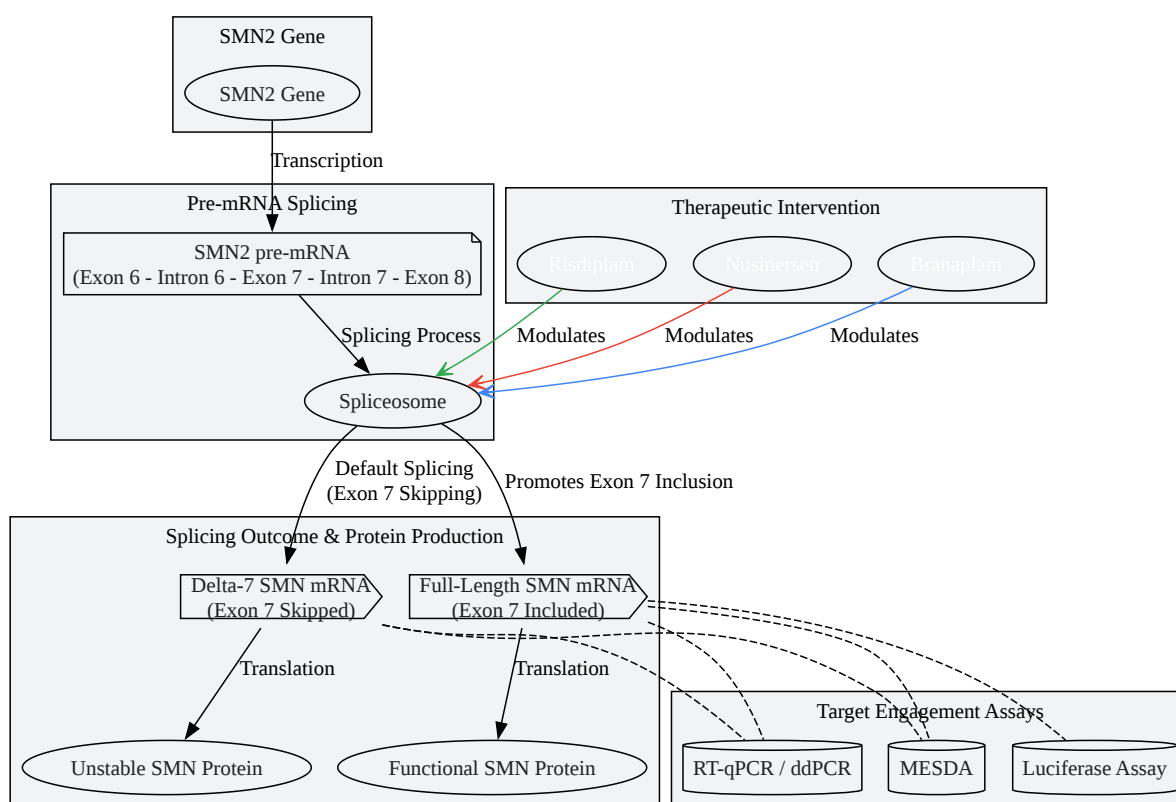 SMN2 Gene
SMN2 Gene
Transcription
Pre-mRNA Splicing
SMN2 pre-mRNA
(Exon 6 - Intron 6 - Exon 7 - Intron 7 - Exon 8)
Therapeutic Intervention
Risdiplam
Nusinersen
Branaplam
Splicing Process
Modulates
Modulates
Modulates
Spliceosome
Default Splicing
(Exon 7 Skipping)
Promotes Exon 7 Inclusion
Splicing Outcome & Protein Production
Delta-7 SMN mRNA
(Exon 7 Skipped)
Full-Length SMN mRNA
(Exon 7 Included)
Translation
Translation
Target Engagement Assays
Unstable SMN Protein
Functional SMN Protein
RT-qPCR / ddPCR
MESDA
Luciferase Assay